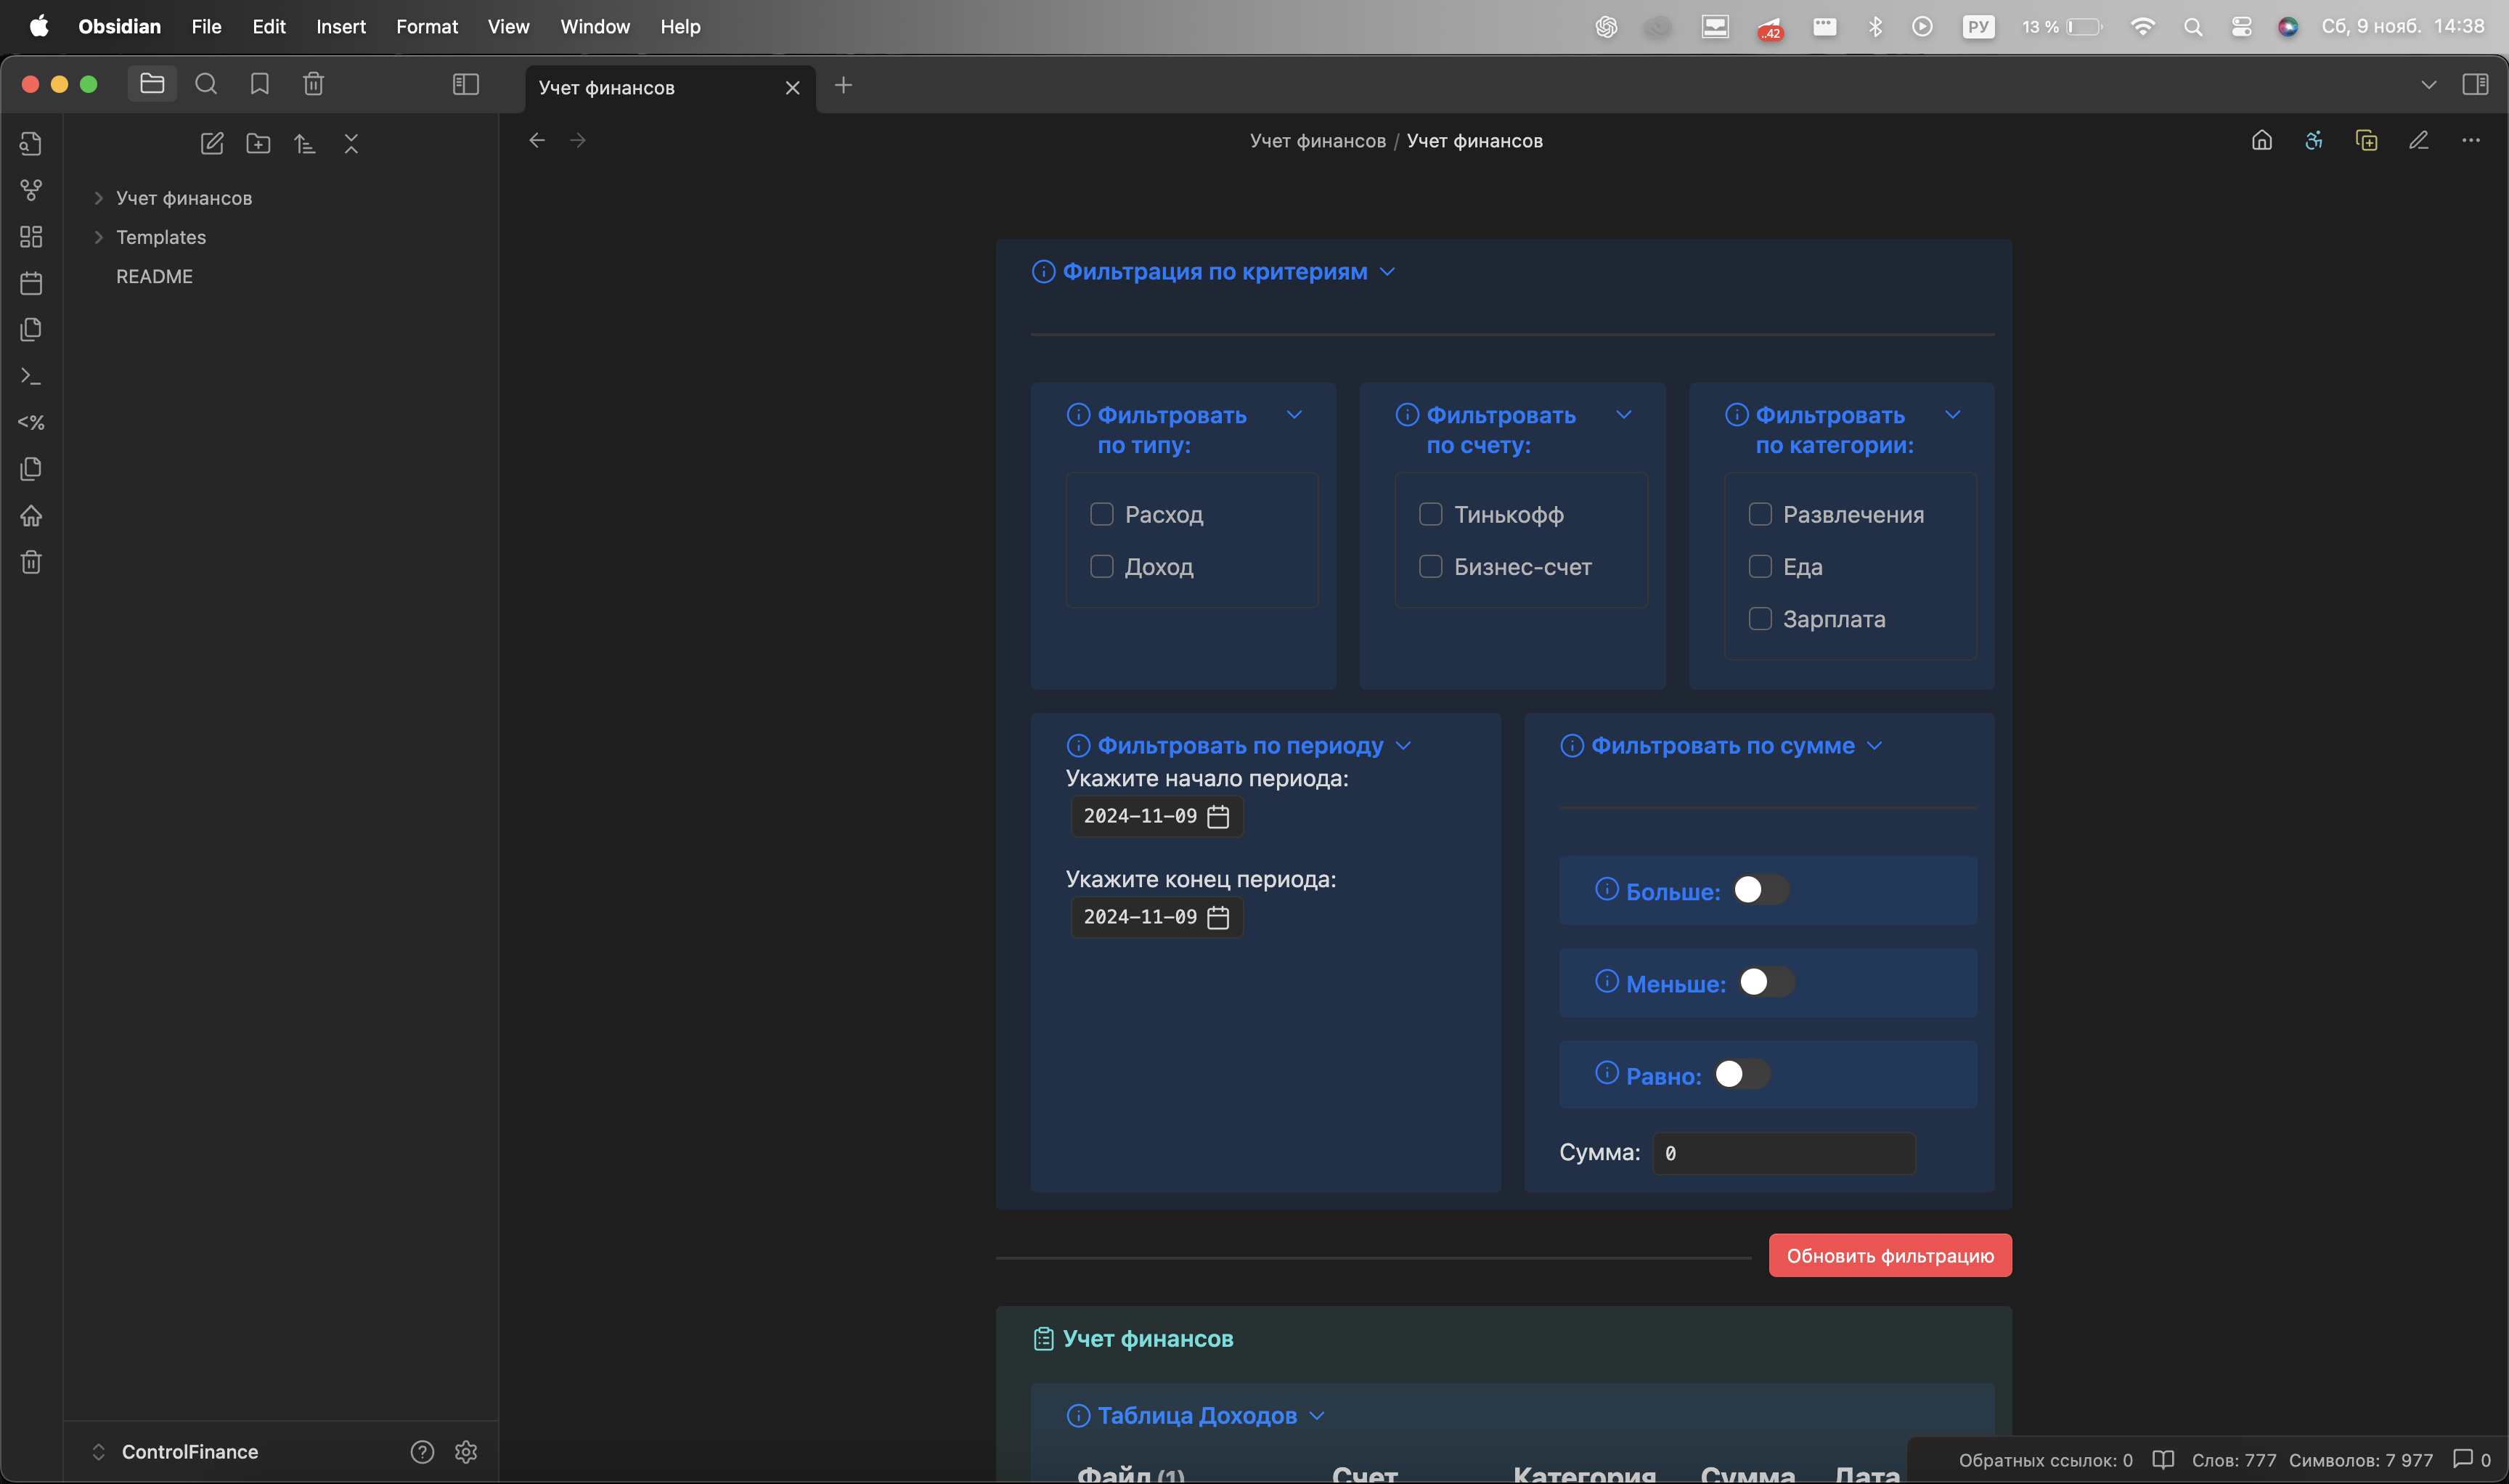 Obsidian File Edit Insert Format View Window Help
..42 РУ 13 % Сб, 9 нояб. 14:38
Учет финансов
Учет финансов / Учет финансов
Учет финансов
Templates
README
<%
Фильтрация по критериям
Фильтровать
по типу:
Расход
Доход
Фильтровать
по счету:
Тинькофф
Бизнес-счет
Фильтровать
по категории:
Развлечения
Еда
Зарплата
Фильтровать по периоду
Укажите начало периода:
2024-11-09
Укажите конец периода:
2024-11-09
Фильтровать по сумме
Больше:
Меньше:
Равно:
Сумма: 0
Обновить фильтрацию
Учет финансов
Таблица Доходов
Файл (1) Счет Категория Сумма Дата
ControlFinance
Обратных ссылок: 0 Слов: 777 Символов: 7 977 0